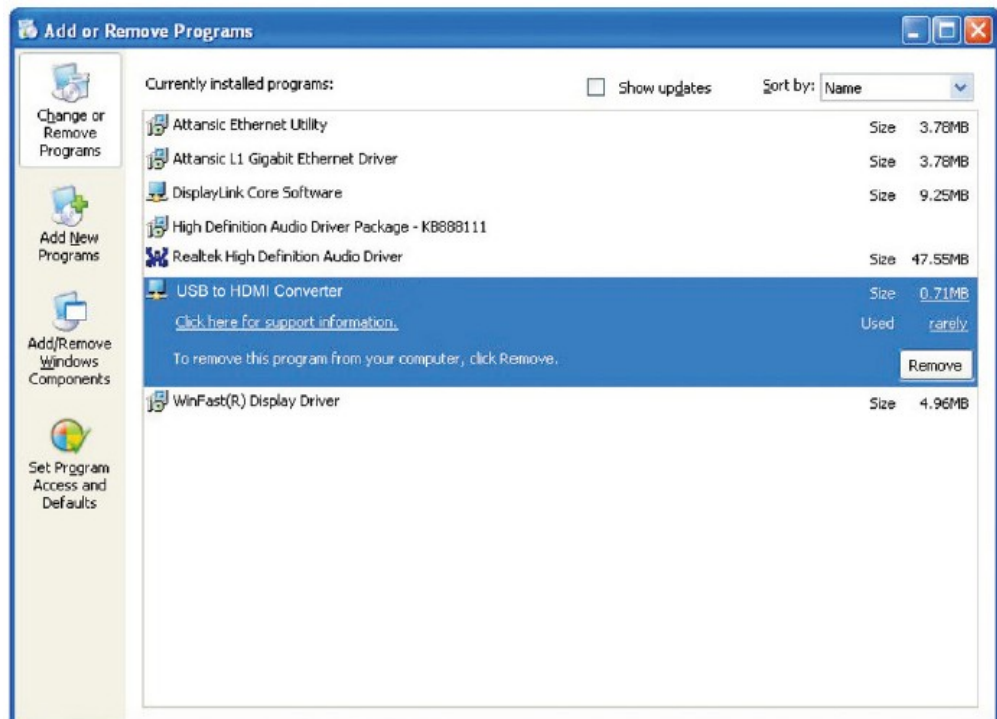 Add or Remove Programs
Currently installed programs:
Show updates
Sort by: Name
Change or
Remove
Programs
Add New
Programs
Add/Remove
Windows
Components
Set Program
Access and
Defaults
Attansic Ethernet Utility Size 3.78MB
Attansic L1 Gigabit Ethernet Driver Size 3.78MB
DisplayLink Core Software Size 9.25MB
High Definition Audio Driver Package - KB888111
Realtek High Definition Audio Driver Size 47.55MB
USB to HDMI Converter Size 0.71MB
Click here for support information. Used rarely
To remove this program from your computer, click Remove. Remove
WinFast(R) Display Driver Size 4.96MB